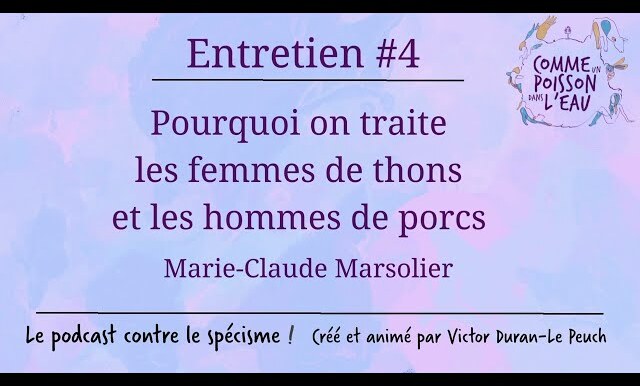 Entretien #4
COMME UN
POISSON
DANS L'EAU
Pourquoi on traite
les femmes de thons
et les hommes de porcs
Marie-Claude Marsolier
Le podcast contre le spécisme ! Créé et animé par Victor Duran-Le Peuch